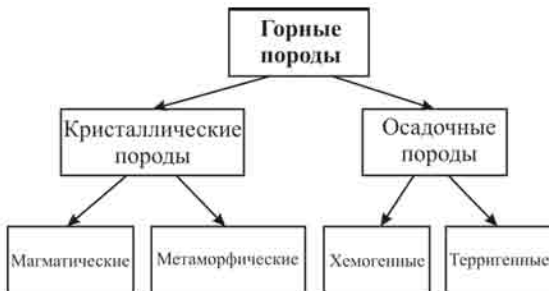 Горные
породы
Кристаллические
породы
Осадочные
породы
Магматические
Метаморфические
Хемогенные
Терригенные